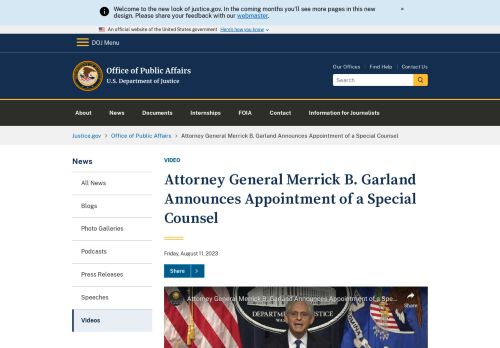 Welcome to the new look of justice.gov. In the coming months you'll see more pages in this new
design. Please share your feedback with our webmaster.
An official website of the United States government Here's how you know
DOJ Menu
Office of Public Affairs
U.S. Department of Justice
Our Offices Find Help Contact Us
Search
About News Documents Internships FOIA Contact Information for Journalists
Justice.gov > Office of Public Affairs > Attorney General Merrick B. Garland Announces Appointment of a Special Counsel
News
All News
Blogs
Photo Galleries
Podcasts
Press Releases
Speeches
Videos
VIDEO
Attorney General Merrick B. Garland
Announces Appointment of a Special
Counsel
Friday, August 11, 2023
Share >
Attorney General Merrick B. Garland Announces Appointment of a Spe...
Share